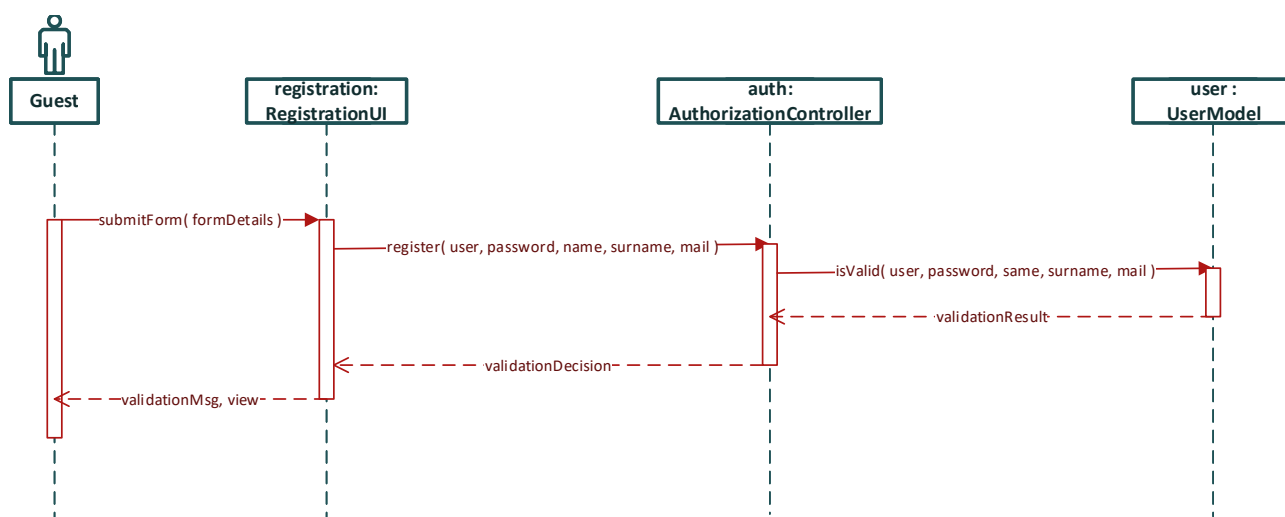 Guest
registration:
RegistrationUI
auth:
AuthorizationController
user :
UserModel
submitForm( formDetails )
register( user, password, name, surname, mail )
isValid( user, password, same, surname, mail )
validationResult
validationDecision
validationMsg, view